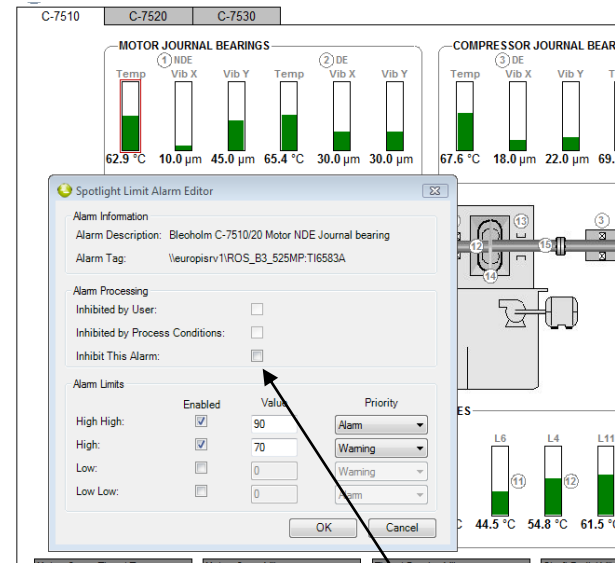 C-7510 C-7520 C-7530
MOTOR JOURNAL BEARINGS COMPRESSOR JOURNAL BEAR
1 NDE 2 DE 3 DE
Temp Vib X Vib Y Temp Vib X Vib Y Temp Vib X Vib Y T
62.9 °C 10.0 µm 45.0 µm 65.4 °C 30.0 µm 30.0 µm 67.6 °C 18.0 µm 22.0 µm 69.
Spotlight Limit Alarm Editor
Alarm Information
Alarm Description: Bleoholm C-7510/20 Motor NDE Journal bearing
Alarm Tag: \\europisrv1\ROS_B3_525MP:TI6583A
13 3
12 15
14
Alarm Processing
Inhibited by User:
Inhibited by Process Conditions:
Inhibit This Alarm:
Alarm Limits
Enabled Value Priority
High High: 90 Alarm
High: 70 Warning
Low: 0 Warning
Low Low: 0 Alarm
OK Cancel
ES
L6 L4 L11
11 12
C 44.5 °C 54.8 °C 61.5 °C